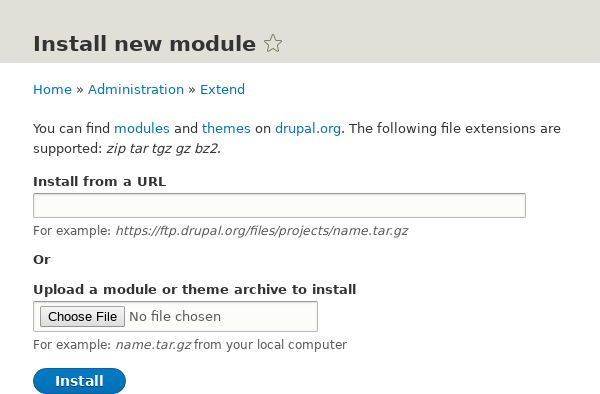 Install new module
Home » Administration » Extend
You can find modules and themes on drupal.org. The following file extensions are
supported: zip tar tgz gz bz2.
Install from a URL
For example: https://ftp.drupal.org/files/projects/name.tar.gz
Or
Upload a module or theme archive to install
Choose File No file chosen
For example: name.tar.gz from your local computer
Install